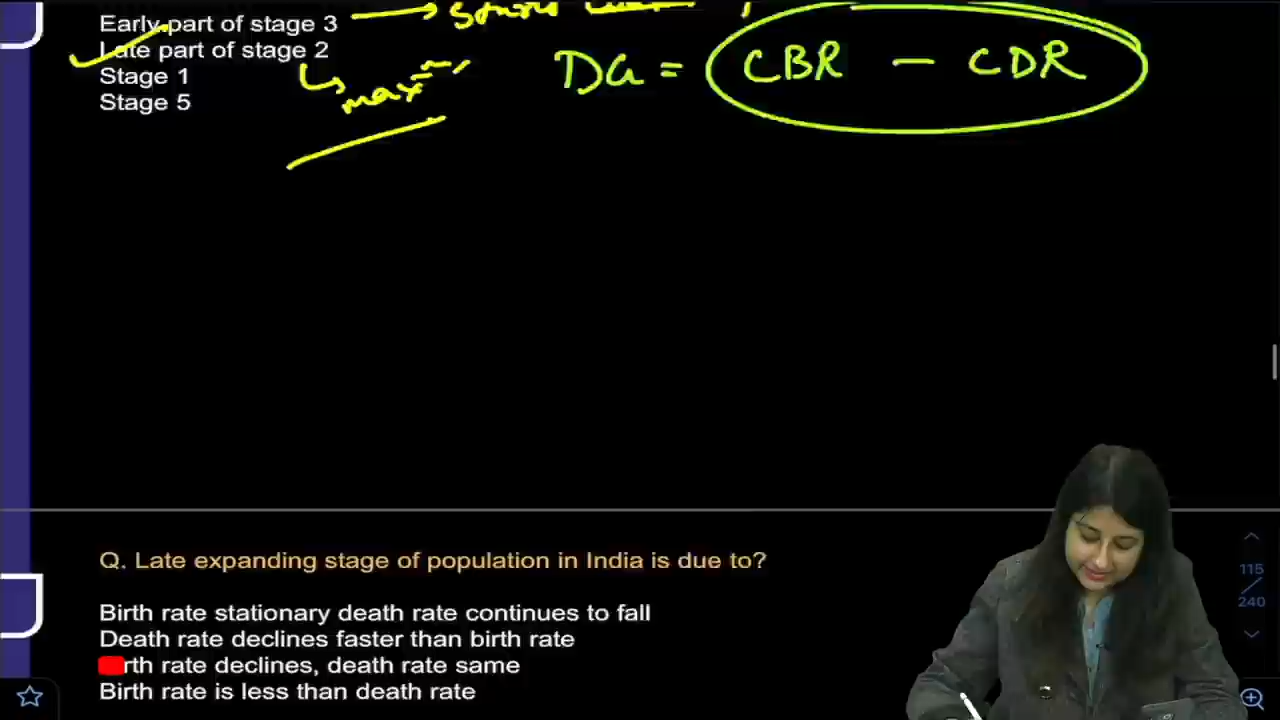 Early part of stage 3
Late part of stage 2
Stage 1
Stage 5
max
DG = CBR - CDR
Q. Late expanding stage of population in India is due to?
Birth rate stationary death rate continues to fall
Death rate declines faster than birth rate
rth rate declines, death rate same
Birth rate is less than death rate
115
240